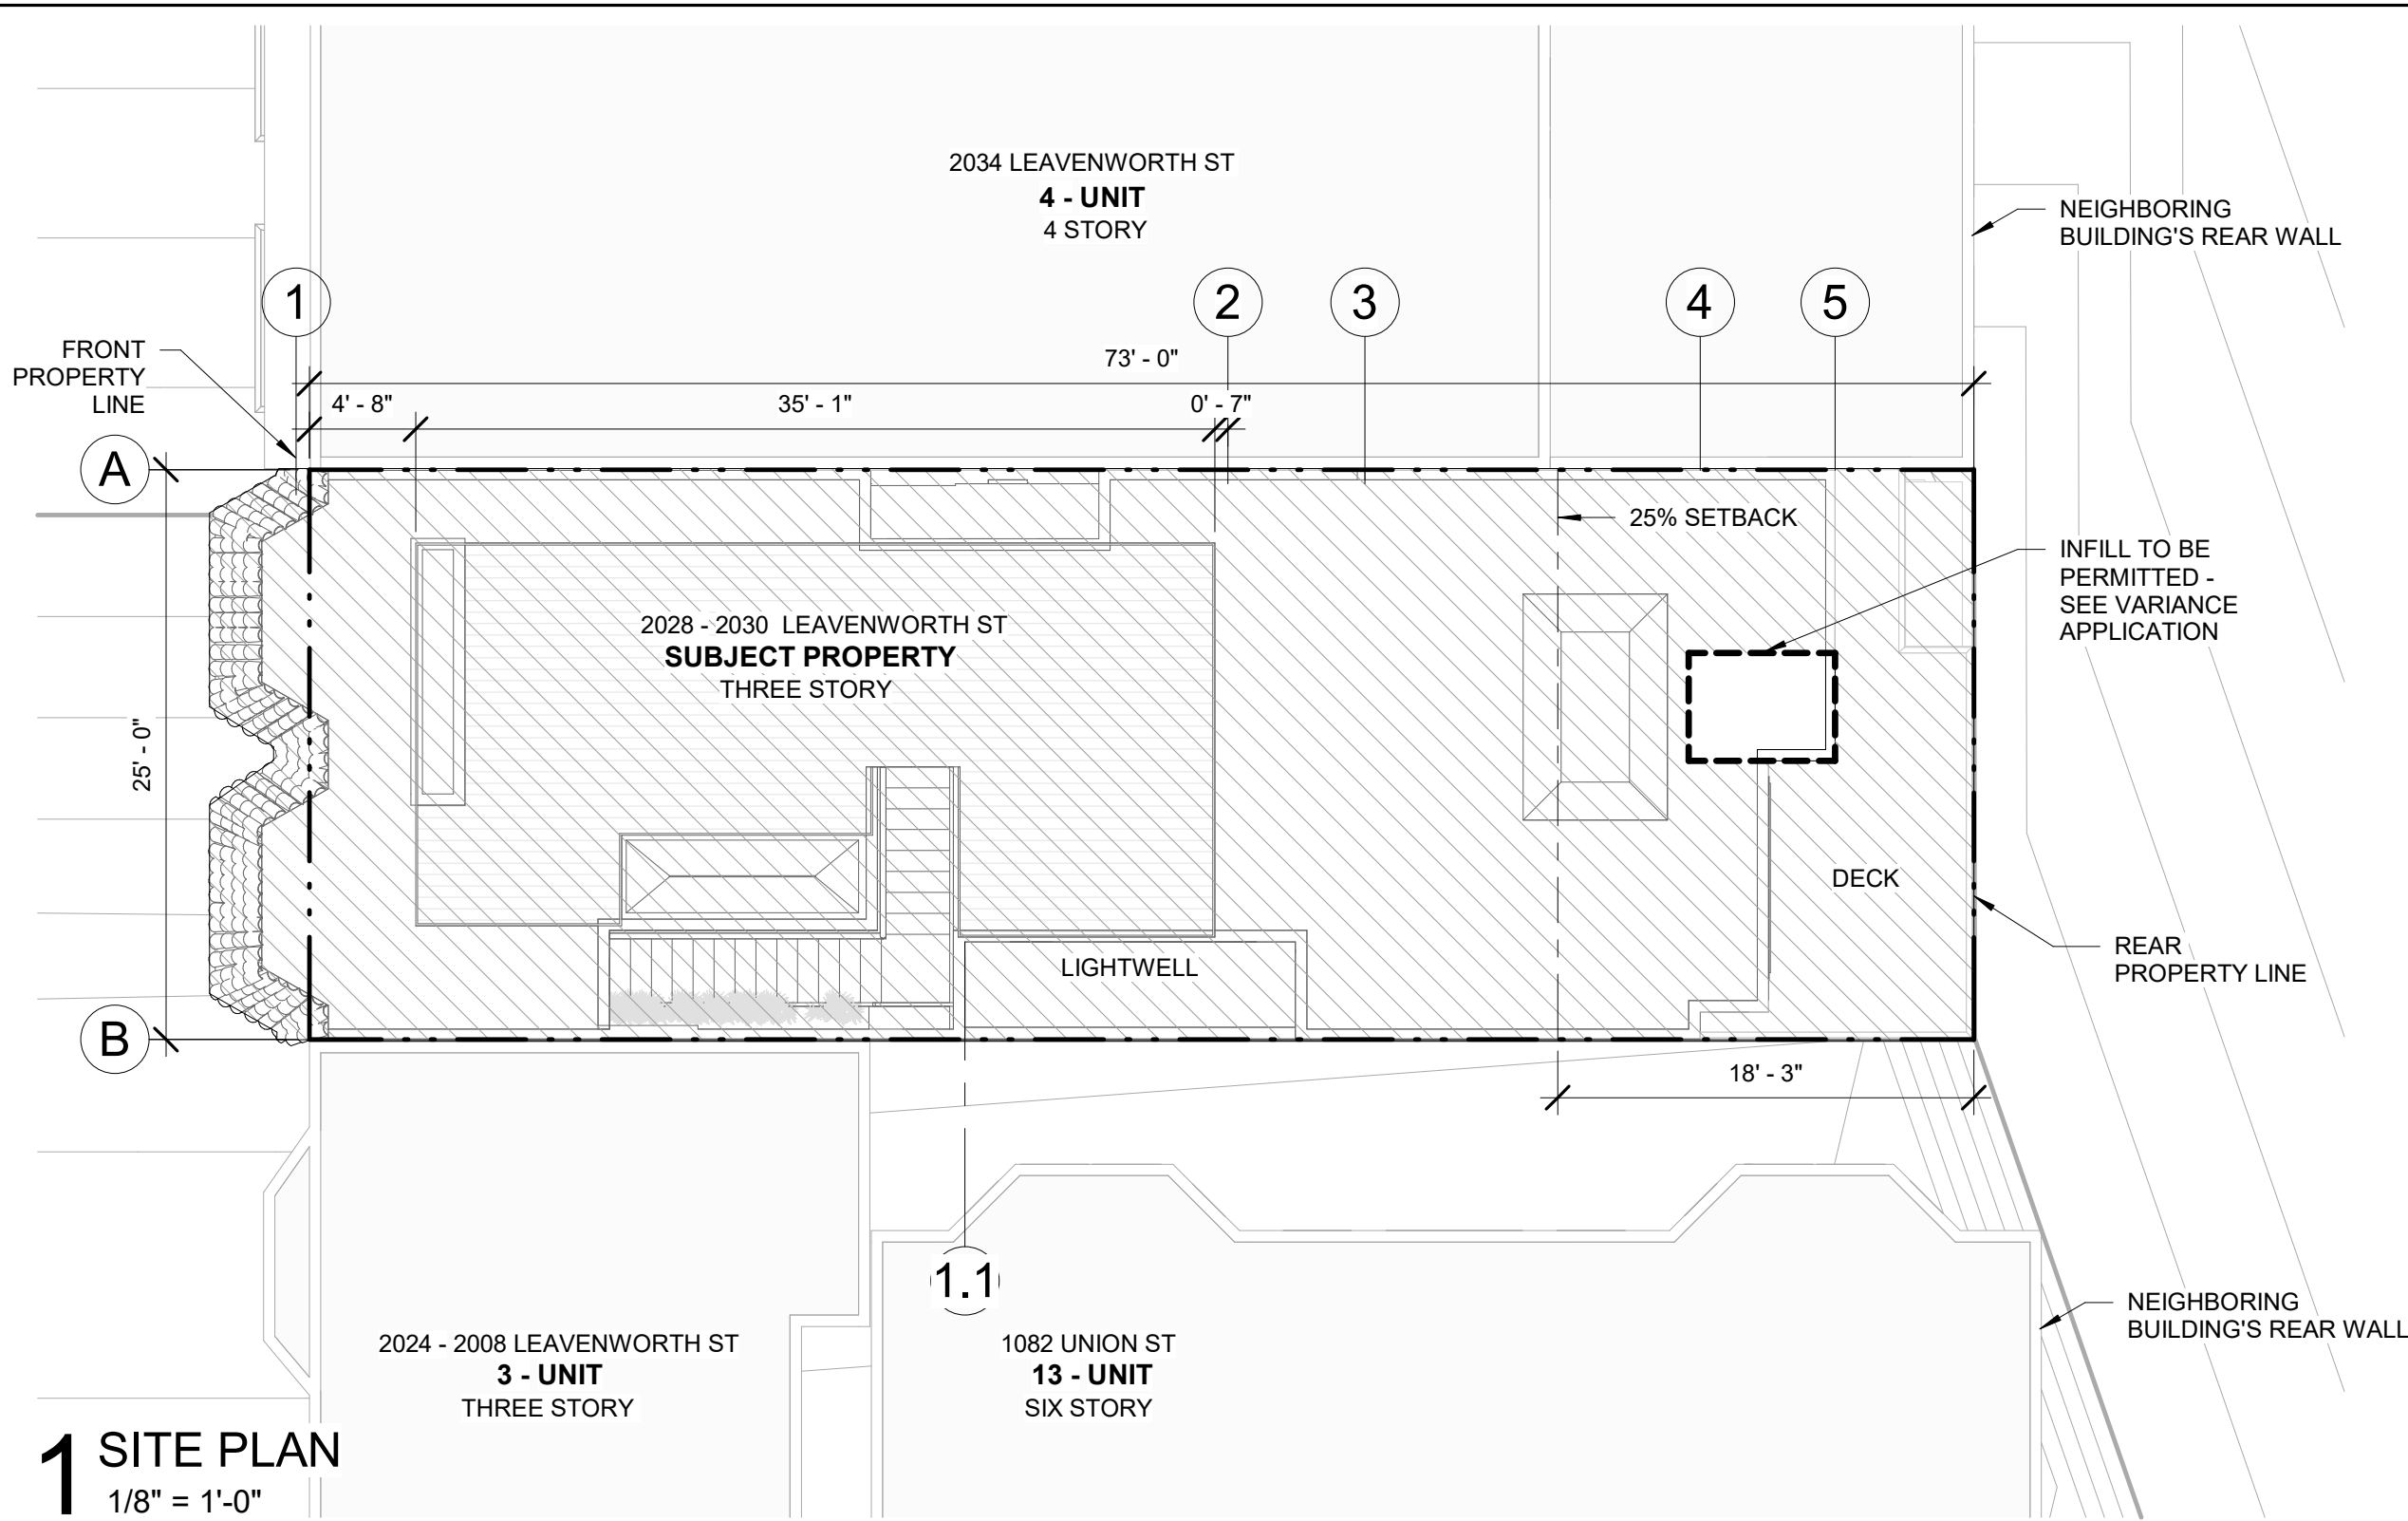 2034 LEAVENWORTH ST
4 - UNIT
4 STORY
NEIGHBORING
BUILDING'S REAR WALL
1
2
3
4
5
FRONT
PROPERTY
LINE
73' - 0"
4' - 8"
35' - 1"
0' - 7"
A
25% SETBACK
INFILL TO BE
PERMITTED -
SEE VARIANCE
APPLICATION
2028 - 2030 LEAVENWORTH ST
SUBJECT PROPERTY
THREE STORY
25' - 0"
DECK
LIGHTWELL
REAR
PROPERTY LINE
B
18' - 3"
1.1
NEIGHBORING
BUILDING'S REAR WALL
2024 - 2008 LEAVENWORTH ST
3 - UNIT
THREE STORY
1082 UNION ST
13 - UNIT
SIX STORY
1 SITE PLAN
1/8" = 1'-0"